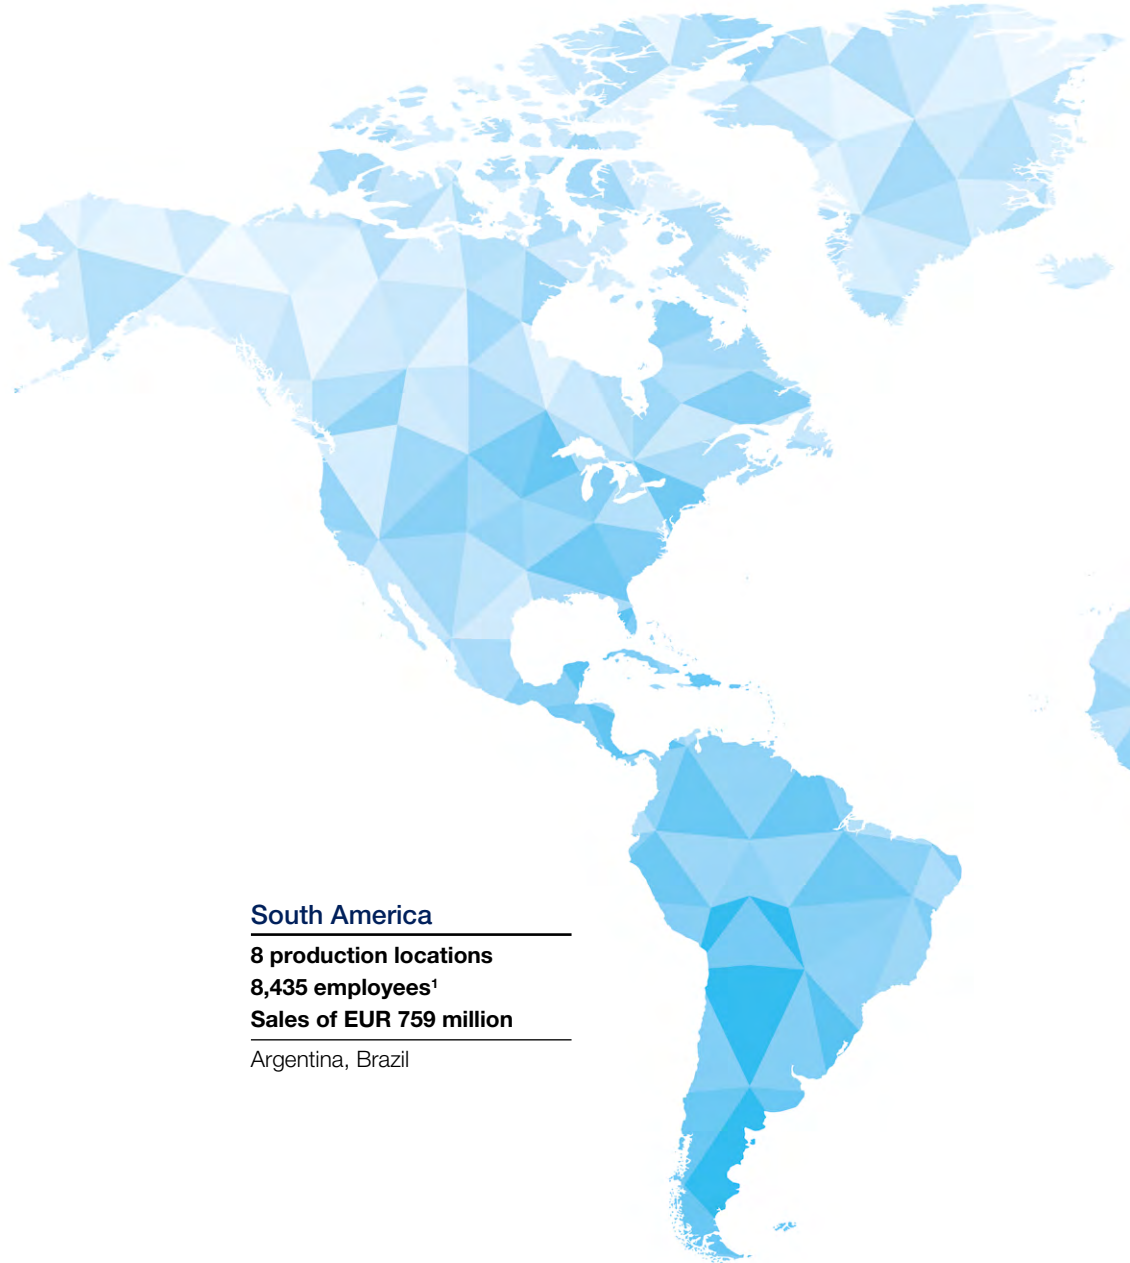 South America
8 production locations
8,435 employees¹
Sales of EUR 759 million
Argentina, Brazil